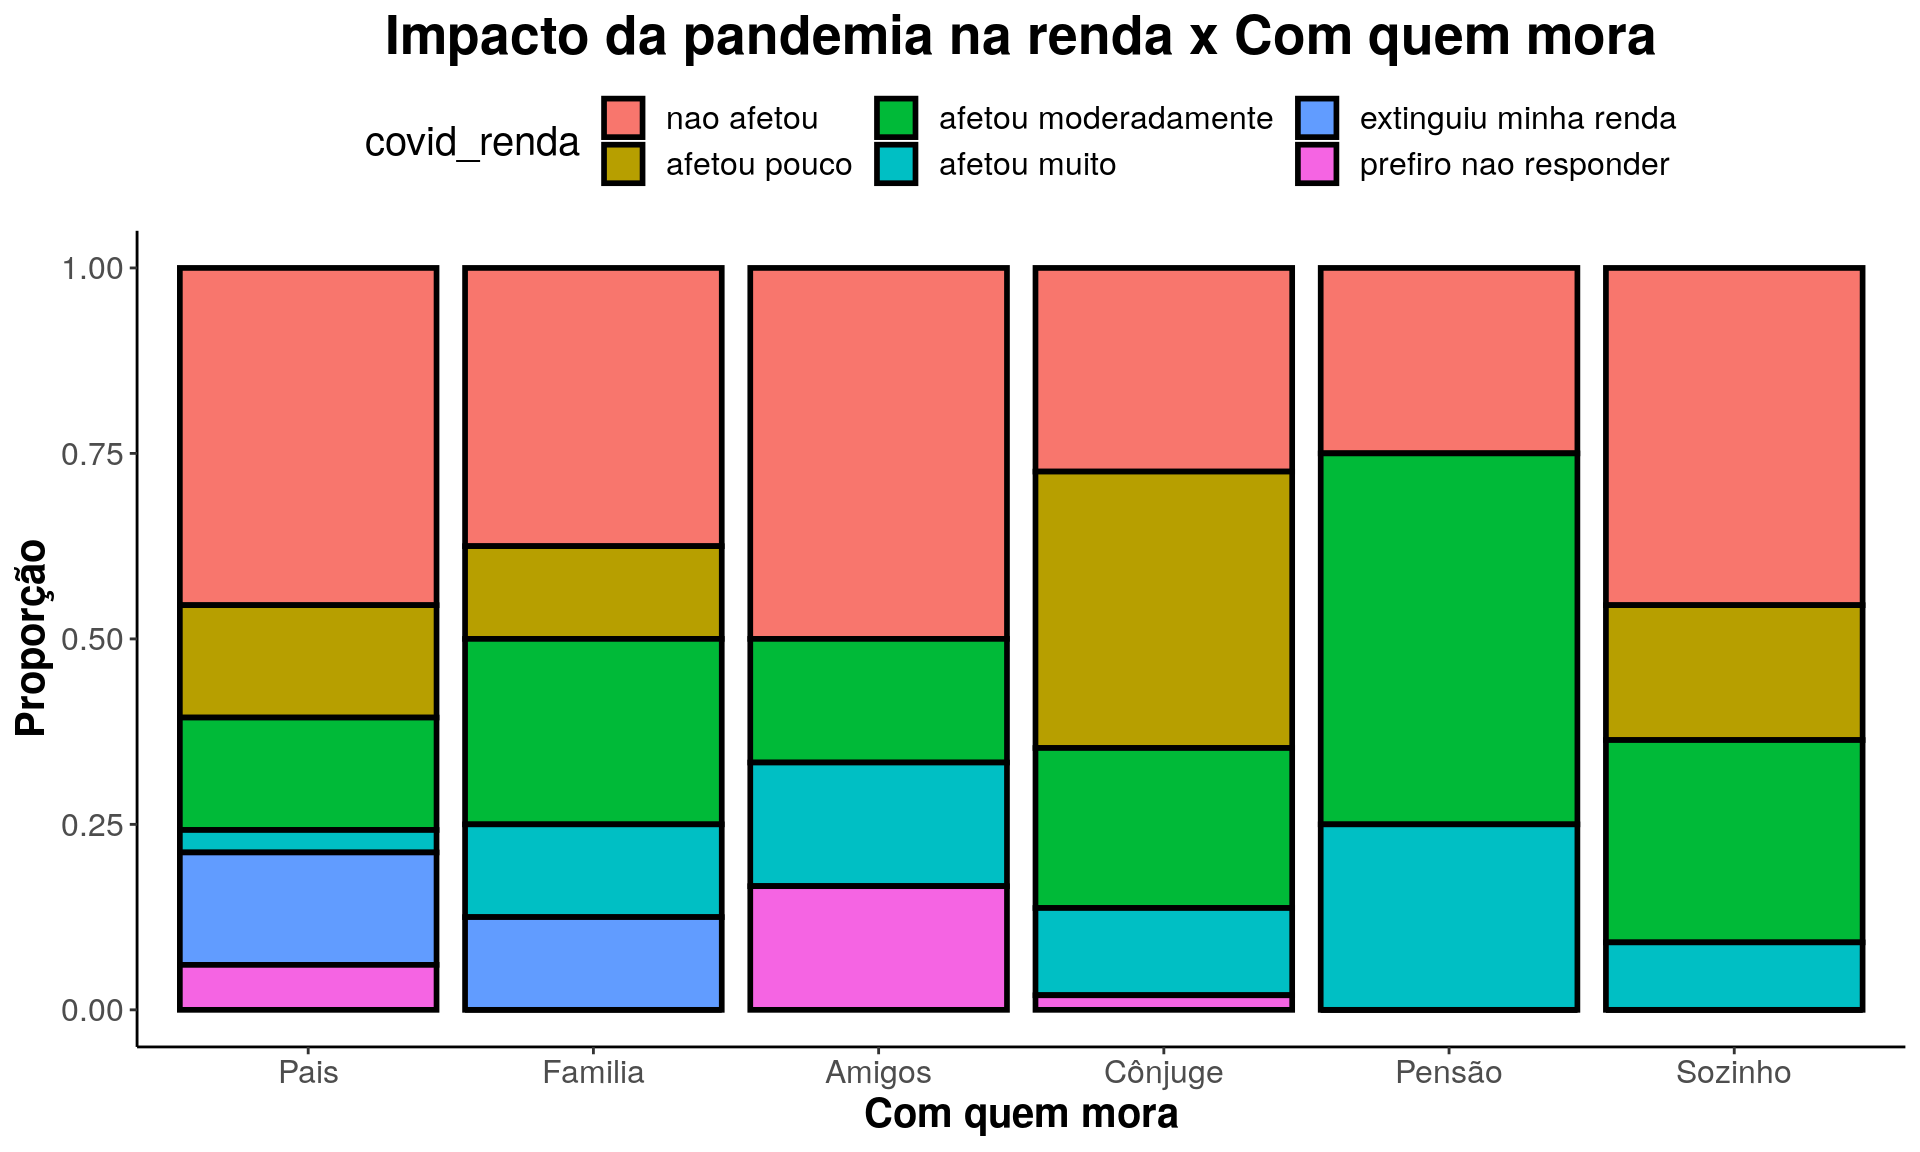 Impacto da pandemia na renda x Com quem mora
covid_renda
nao afetou
afetou moderadamente
extinguiu minha renda
afetou pouco
afetou muito
prefiro nao responder
Proporção
1.00
0.75
0.50
0.25
0.00
Pais
Familia
Amigos
Cônjuge
Pensão
Sozinho
Com quem mora